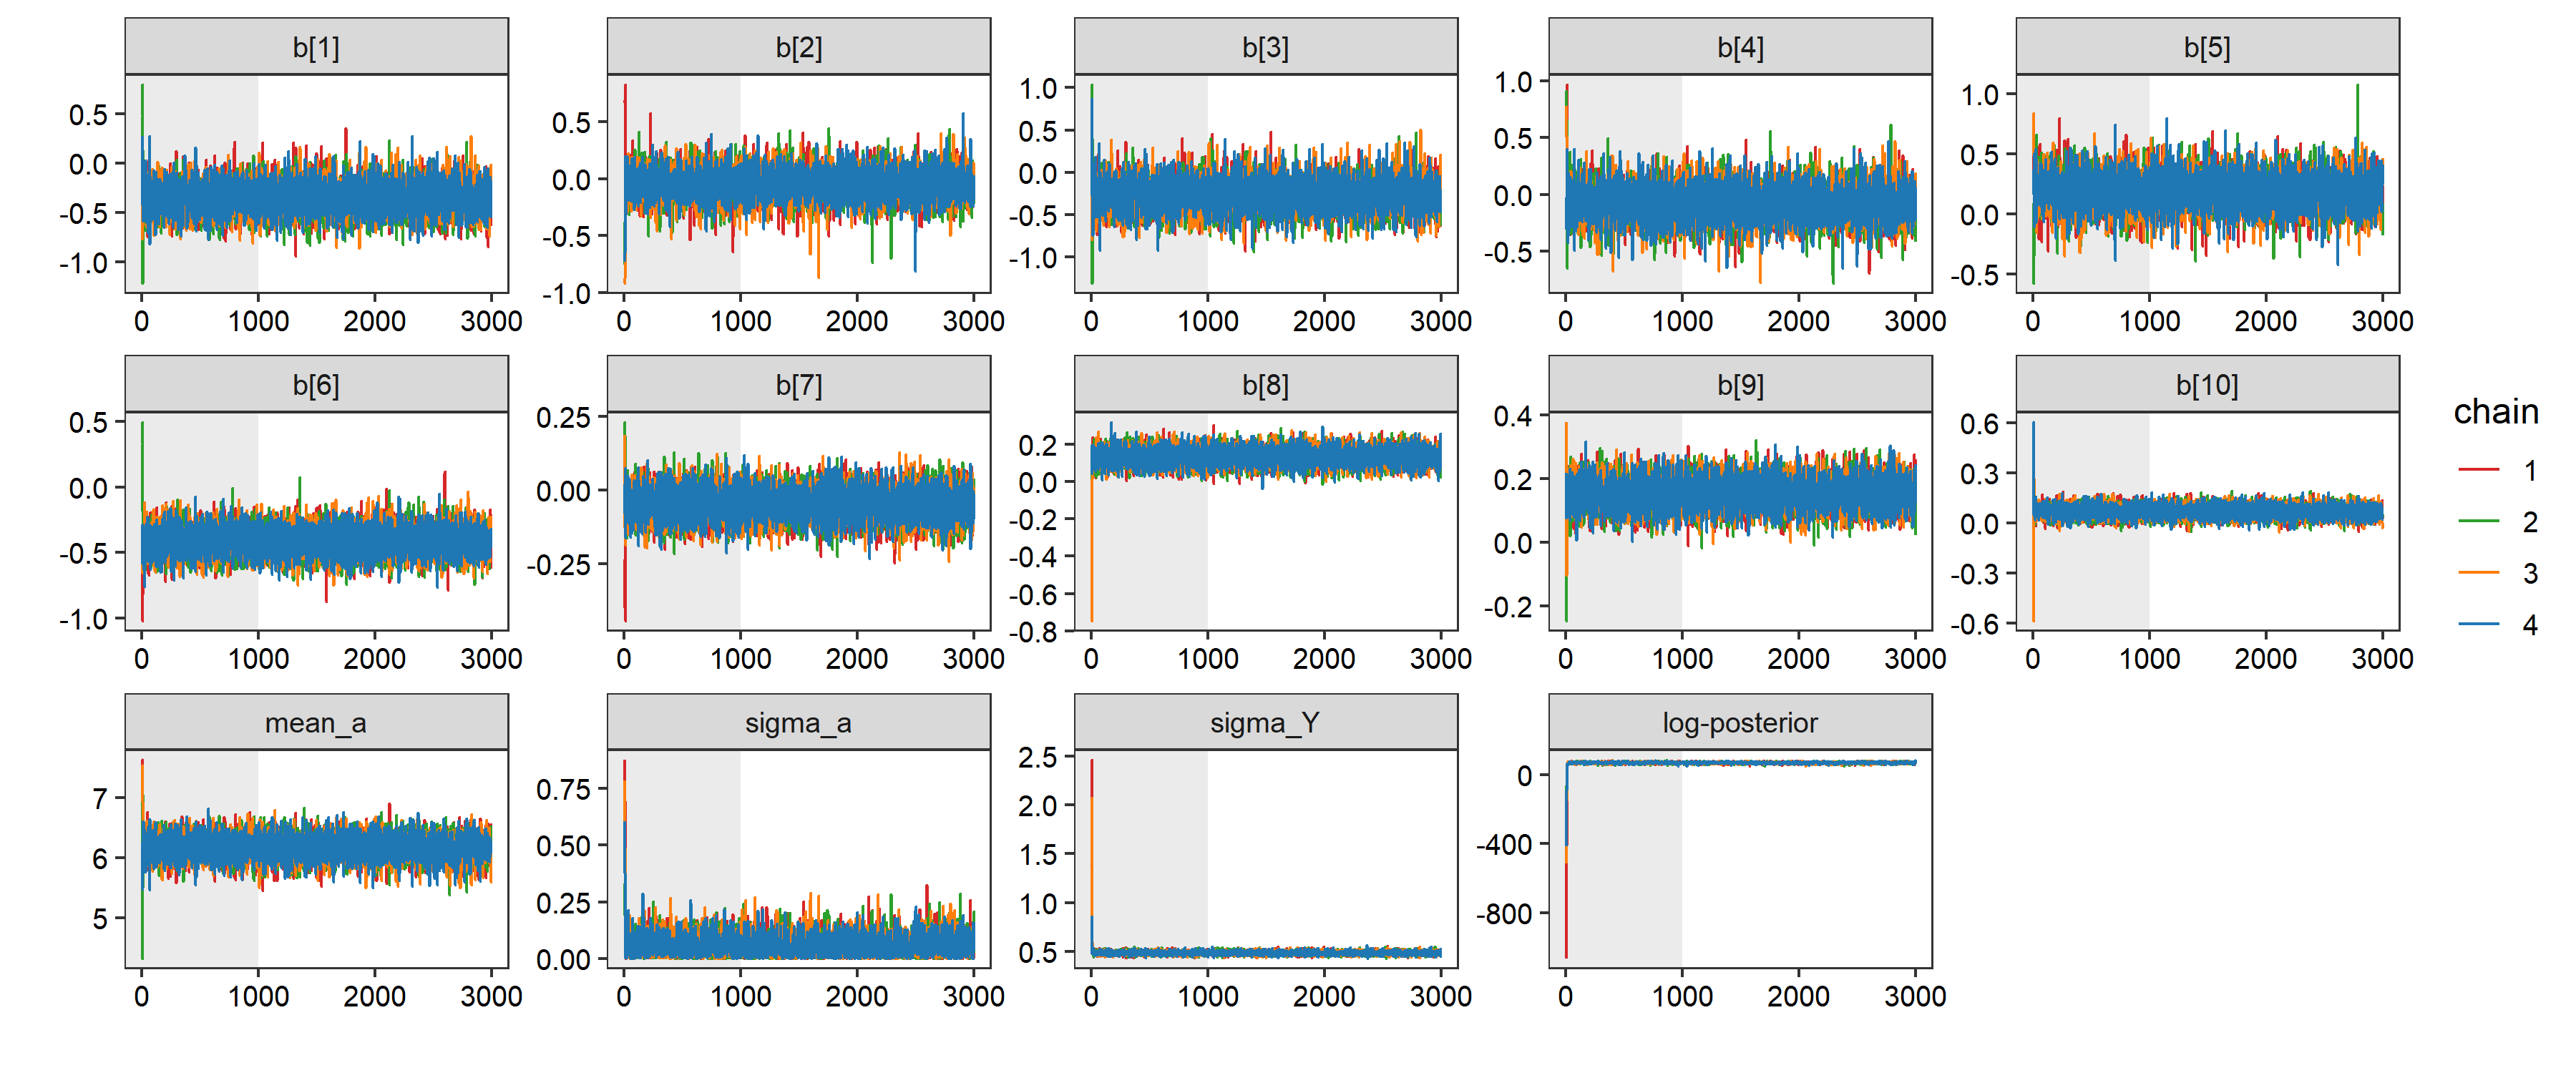 b[1] b[2] b[3] b[4] b[5]
0.5 0.0 -0.5 -1.0
0.5 0.0 -0.5 -1.0
1.0 0.5 0.0 -0.5 -1.0
1.0 0.5 0.0 -0.5
1.0 0.5 0.0 -0.5
0 1000 2000 3000 0 1000 2000 3000 0 1000 2000 3000 0 1000 2000 3000 0 1000 2000 3000
b[6] b[7] b[8] b[9] b[10]
0.5 0.0 -0.5 -1.0
0.25 0.00 -0.25
0.2 0.0 -0.2 -0.4 -0.6 -0.8
0.4 0.2 0.0 -0.2
0.6 0.3 0.0 -0.3 -0.6
0 1000 2000 3000 0 1000 2000 3000 0 1000 2000 3000 0 1000 2000 3000 0 1000 2000 3000
mean_a sigma_a sigma_Y log-posterior
7 6 5
0.75 0.50 0.25 0.00
2.5 2.0 1.5 1.0 0.5
0 -400 -800
0 1000 2000 3000 0 1000 2000 3000 0 1000 2000 3000 0 1000 2000 3000
chain
1
2
3
4